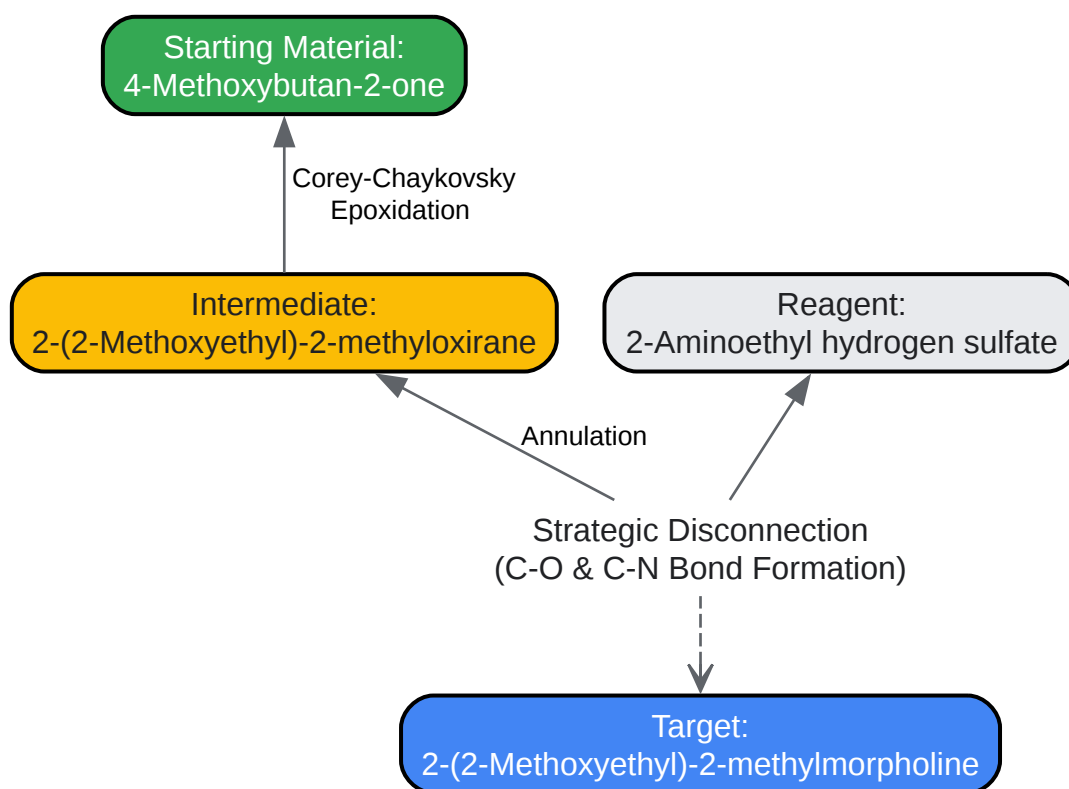 Starting Material:
4-Methoxybutan-2-one
Corey-Chaykovsky
Epoxidation
Intermediate:
2-(2-Methoxyethyl)-2-methyloxirane
Reagent:
2-Aminoethyl hydrogen sulfate
Annulation
Strategic Disconnection
(C-O & C-N Bond Formation)
Target:
2-(2-Methoxyethyl)-2-methylmorpholine